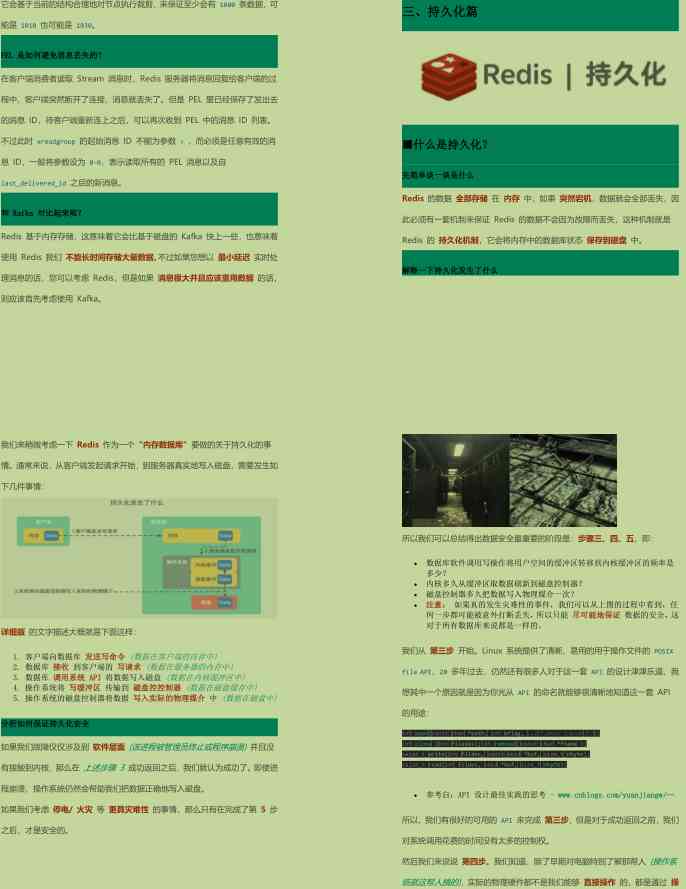 它会基于当前的结构合理地对节点执行裁剪，来保证至少会有 1000 条数据，可
能是 1010 也可能是 1030。
PEL 是如何避免消息丢失的？
在客户端消费者读取 Stream 消息时，Redis 服务器将消息回复给客户端的过
程中，客户端突然断开了连接，消息就丢失了。但是 PEL 里已经保存了发出去
的消息 ID，待客户端重新连上之后，可以再次收到 PEL 中的消息 ID 列表。
不过此时 xreadgroup 的起始消息 ID 不能为参数 > ，而必须是任意有效的消
息 ID，一般将参数设为 0-0，表示读取所有的 PEL 消息以及自
last_delivered_id 之后的新消息。
和 Kafka 对比起来呢？
Redis 基于内存存储，这意味着它会比基于磁盘的 Kafka 快上一些，也意味着
使用 Redis 我们 不能长时间存储大量数据。不过如果您想以 最小延迟 实时处
理消息的话，您可以考虑 Redis，但是如果 消息很大并且应该重用数据 的话，
则应该首先考虑使用 Kafka。
三、持久化篇
Redis | 持久化
什么是持久化？
先简单谈一谈是什么
Redis 的数据 全部存储 在 内存 中，如果 突然宕机，数据就会全部丢失，因
此必须有一套机制来保证 Redis 的数据不会因为故障而丢失，这种机制就是
Redis 的 持久化机制，它会将内存中的数据库状态 保存到磁盘 中。
解释一下持久化发生了什么
我们来稍微考虑一下 Redis 作为一个 "内存数据库" 要做的关于持久化的事
情。通常来说，从客户端发起请求开始，到服务器真实地写入磁盘，需要发生如
下几件事情：
持久化发生了什么
详细版 的文字描述大概就是下面这样：
1. 客户端向数据库 发送写命令 （数据在客户端的内存中）
2. 数据库 接收 到客户端的 写请求 （数据在服务器的内存中）
3. 数据库 调用系统 API 将数据写入磁盘 （数据在内核缓冲区中）
4. 操作系统将 写缓冲区 传输到 磁盘控控制器 （数据在磁盘缓存中）
5. 操作系统的磁盘控制器将数据 写入实际的物理媒介 中 （数据在磁盘中）
分析如何保证持久化安全
如果我们故障仅仅涉及到 软件层面 （该进程被管理员终止或程序崩溃） 并且没
有接触到内核，那么在 上述步骤 3 成功返回之后，我们就认为成功了。即使进
程崩溃，操作系统仍然会帮助我们把数据正确地写入磁盘。
如果我们考虑 停电/ 火灾 等 更具灾难性 的事情，那么只有在完成了第 5 步
之后，才是安全的。
所以我们可以总结得出数据安全最重要的阶段是：步骤三、四、五，即：
• 数据库软件调用写操作将用户空间的缓冲区转移到内核缓冲区的频率是
多少？
• 内核多久从缓冲区取数据刷新到磁盘控制器？
• 磁盘控制器多久把数据写入物理媒介一次？
• 注意： 如果真的发生灾难性的事件，我们可以从上图的过程中看到，任
何一步都可能被意外打断丢失，所以只能 尽可能地保证 数据的安全，这
对于所有数据库来说都是一样的。
我们从 第三步 开始。Linux 系统提供了清晰、易用的用于操作文件的 POSIX
file API，20 多年过去，仍然还有很多人对于这一套 API 的设计津津乐道，我
想其中一个原因就是因为你光从 API 的命名就能够很清晰地知道这一套 API
的用途：
• 参考自：API 设计最佳实践的思考 - www.cnblogs.com/yuanjiangw/…
所以，我们有很好的可用的 API 来完成 第三步，但是对于成功返回之前，我们
对系统调用花费的时间没有太多的控制权。
然后我们来说说 第四步。我们知道，除了早期对电脑特别了解那帮人 （操作系
统就这帮人搞的），实际的物理硬件都不是我们能够 直接操作 的，都是通过 操